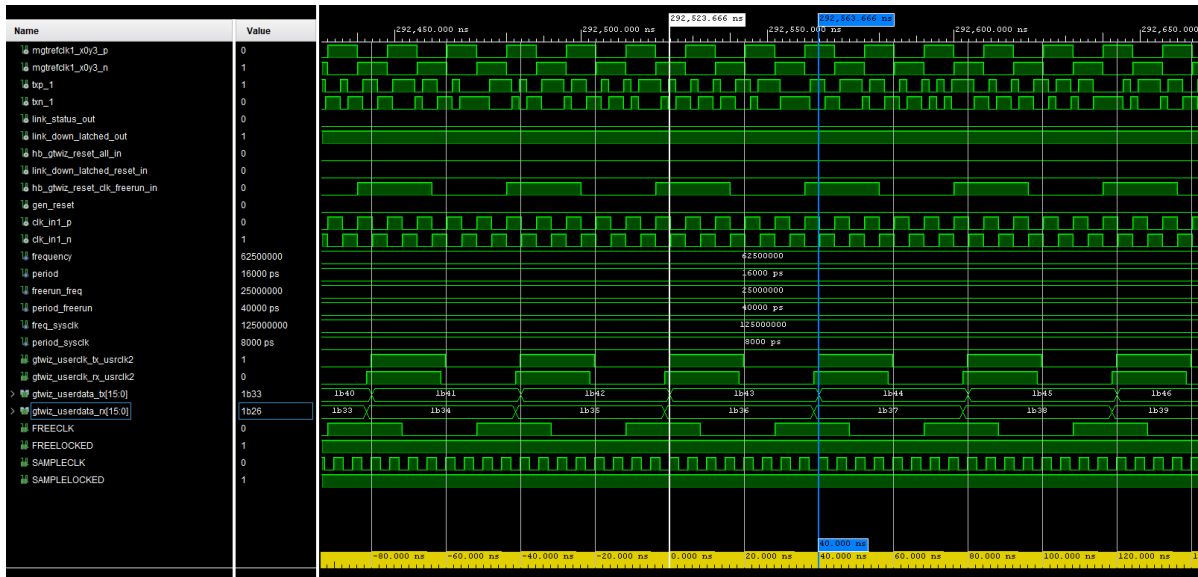 Name Value
292,523.666 ns 292,563.666 ns
292,450.000 ns 292,500.000 ns 292,550.000 ns 292,600.000 ns 292,650.000
mgtrefclk1_x0y3_p 0
mgtrefclk1_x0y3_n 1
txp_1 1
txn_1 0
link_status_out 0
link_down_latched_out 1
hb_gtwiz_reset_all_in 0
link_down_latched_reset_in 0
hb_gtwiz_reset_clk_freerun_in 0
gen_reset 0
clk_in1_p 0
clk_in1_n 1
frequency 62500000 62500000
period 16000 ps 16000 ps
freerun_freq 25000000 25000000
period_freerun 40000 ps 40000 ps
freq_sysclk 125000000 125000000
period_sysclk 8000 ps 8000 ps
gtwiz_userclk_tx_usrclk2 1
gtwiz_userclk_rx_usrclk2 0
gtwiz_userdata_tx[15:0] 1b33 1b40 1b41 1b42 1b43 1b44 1b45 1b46
gtwiz_userdata_rx[15:0] 1b26 1b33 1b34 1b35 1b36 1b37 1b38 1b39
FREECLK 0
FREELOCKED 1
SAMPLECLK 0
SAMPLELOCKED 1
40.000 ns
-80.000 ns -60.000 ns -40.000 ns -20.000 ns 0.000 ns 20.000 ns 40.000 ns 60.000 ns 80.000 ns 100.000 ns 120.000 ns